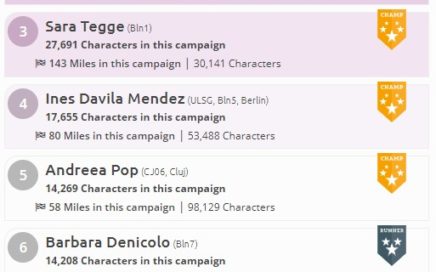 3
Sara Tegge (Bln1)
CHAMP
27,691 Characters in this campaign
143 Miles in this campaign | 30,141 Characters
4
Ines Davila Mendez (ULSG, Bln5, Berlin)
CHAMP
17,655 Characters in this campaign
80 Miles in this campaign | 53,488 Characters
5
Andreea Pop (CJ06, Cluj)
CHAMP
14,269 Characters in this campaign
58 Miles in this campaign | 98,129 Characters
6
Barbara Denicolo (Bln7)
RUNNER
14,208 Characters in this campaign